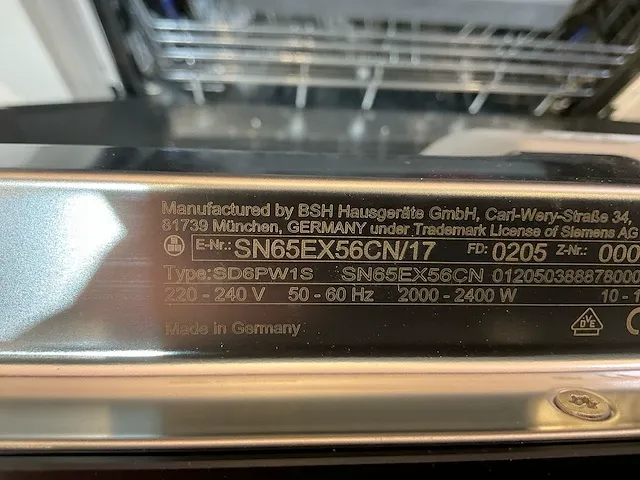 Manufactured by BSH Hausgeräte GmbH, Carl-Wery-Straße 34,
81739 München, GERMANY under Trademark License of Siemens AG
E-Nr.: SN65EX56CN/17 FD: 0205 Z-Nr.: 000
Type: SD6PW1S SN65EX56CN 012050388878000
220 - 240 V 50 - 60 Hz 2000 - 2400 W 10 -
Made in Germany